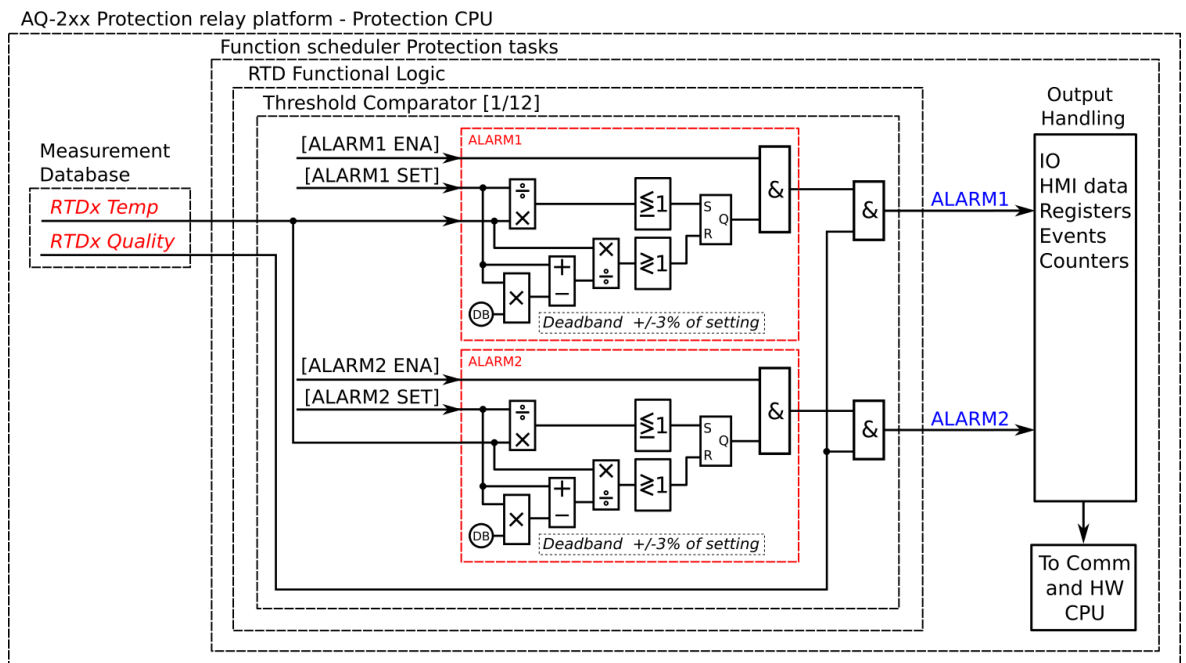 AQ-2xx Protection relay platform - Protection CPU
Function scheduler Protection tasks
RTD Functional Logic
Threshold Comparator [1/12]
Measurement
Database
RTDx Temp
RTDx Quality
[ALARM1 ENA]
[ALARM1 SET]
ALARM1
÷
×
≦1
S
R
Q
&
&
×
÷
≷1
+
−
×
DB
Deadband +/-3% of setting
ALARM1
[ALARM2 ENA]
[ALARM2 SET]
ALARM2
÷
×
≦1
S
R
Q
&
&
×
÷
≷1
+
−
×
DB
Deadband +/-3% of setting
ALARM2
Output
Handling
IO
HMI data
Registers
Events
Counters
To Comm
and HW
CPU